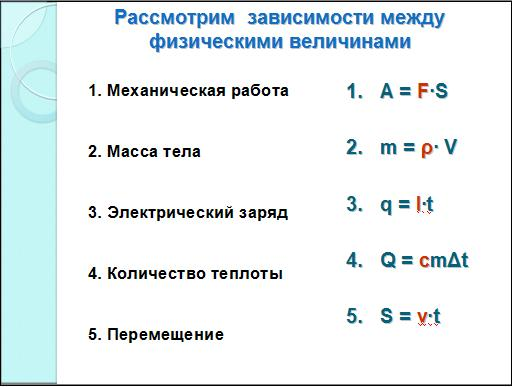 Рассмотрим зависимости между
физическими величинами
1. Механическая работа
2. Масса тела
3. Электрический заряд
4. Количество теплоты
5. Перемещение
1. A = F·S
2. m = ρ· V
3. q = I·t
4. Q = cmΔt
5. S = v·t